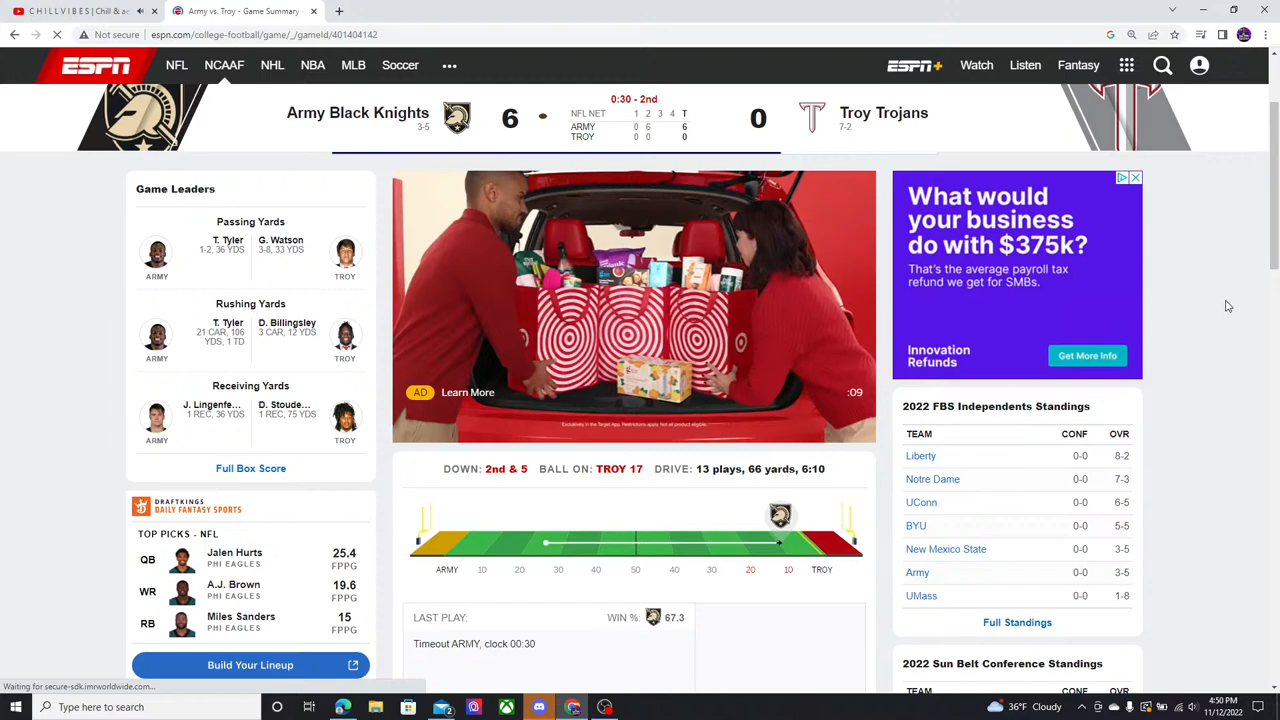 C H I L L V I B E S | Chill & ae
Army vs. Troy - Game Summary -
Not secure | espn.com/college-football/game/_/gameId/401404142
ESPN NFL NCAAF NHL NBA MLB Soccer ••• ESPN+ Watch Listen Fantasy
0:30 - 2nd
Army Black Knights 6 0 Troy Trojans
3-5 7-2
NFL NET 1 2 3 4 T
ARMY 0 6 6
TROY 0 0 0
Game Leaders
Passing Yards
T. Tyler G. Watson
1-2, 36 YDS 3-8, 33 YDS
ARMY TROY
Rushing Yards
T. Tyler D. Billingsley
21 CAR, 106 3 CAR, 12 YDS
YDS, 1 TD
ARMY TROY
Receiving Yards
J. Lingenfe... D. Stoude...
1 REC, 36 YDS 1 REC, 75 YDS
ARMY TROY
Full Box Score
DRAFTKINGS
DAILY FANTASY SPORTS
TOP PICKS - NFL
QB Jalen Hurts 25.4
PHI EAGLES FPPG
WR A.J. Brown 19.6
PHI EAGLES FPPG
RB Miles Sanders 15
PHI EAGLES FPPG
Build Your Lineup
AD Learn More :09
DOWN: 2nd & 5 BALL ON: TROY 17 DRIVE: 13 plays, 66 yards, 6:10
ARMY 10 20 30 40 50 40 30 20 10 TROY
LAST PLAY: WIN %: 67.3
Timeout ARMY, clock 00:30
What would
your business
do with $375k?
That's the average payroll tax
refund we get for SMBs.
Innovation
Refunds
Get More Info
2022 FBS Independents Standings
TEAM CONF OVR
Liberty 0-0 8-2
Notre Dame 0-0 7-3
UConn 0-0 6-5
BYU 0-0 5-5
New Mexico State 0-0 3-5
Army 0-0 3-5
UMass 0-0 1-8
Full Standings
2022 Sun Belt Conference Standings
TEAM CONF OVR
Waiting for secure-sdk.imrworldwide.com...
Type here to search
36°F Cloudy
4:50 PM
11/12/2022